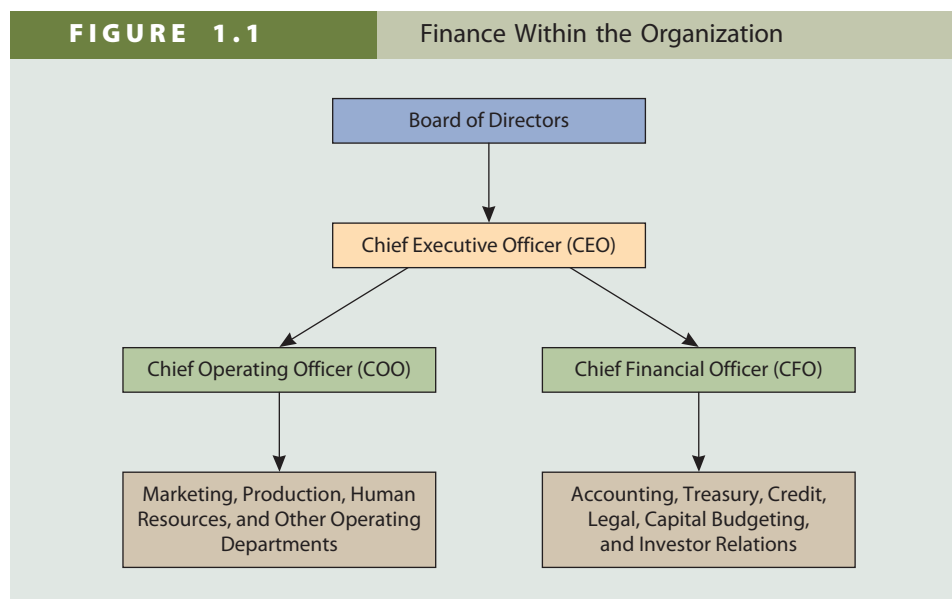 FIGURE 1.1
Finance Within the Organization
Board of Directors
Chief Executive Officer (CEO)
Chief Operating Officer (COO)
Chief Financial Officer (CFO)
Marketing, Production, Human
Resources, and Other Operating
Departments
Accounting, Treasury, Credit,
Legal, Capital Budgeting,
and Investor Relations